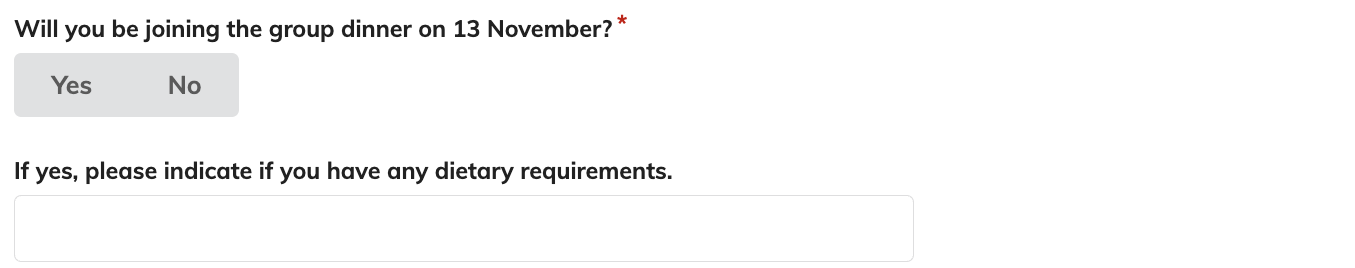 Will you be joining the group dinner on 13 November? *
Yes No
If yes, please indicate if you have any dietary requirements.